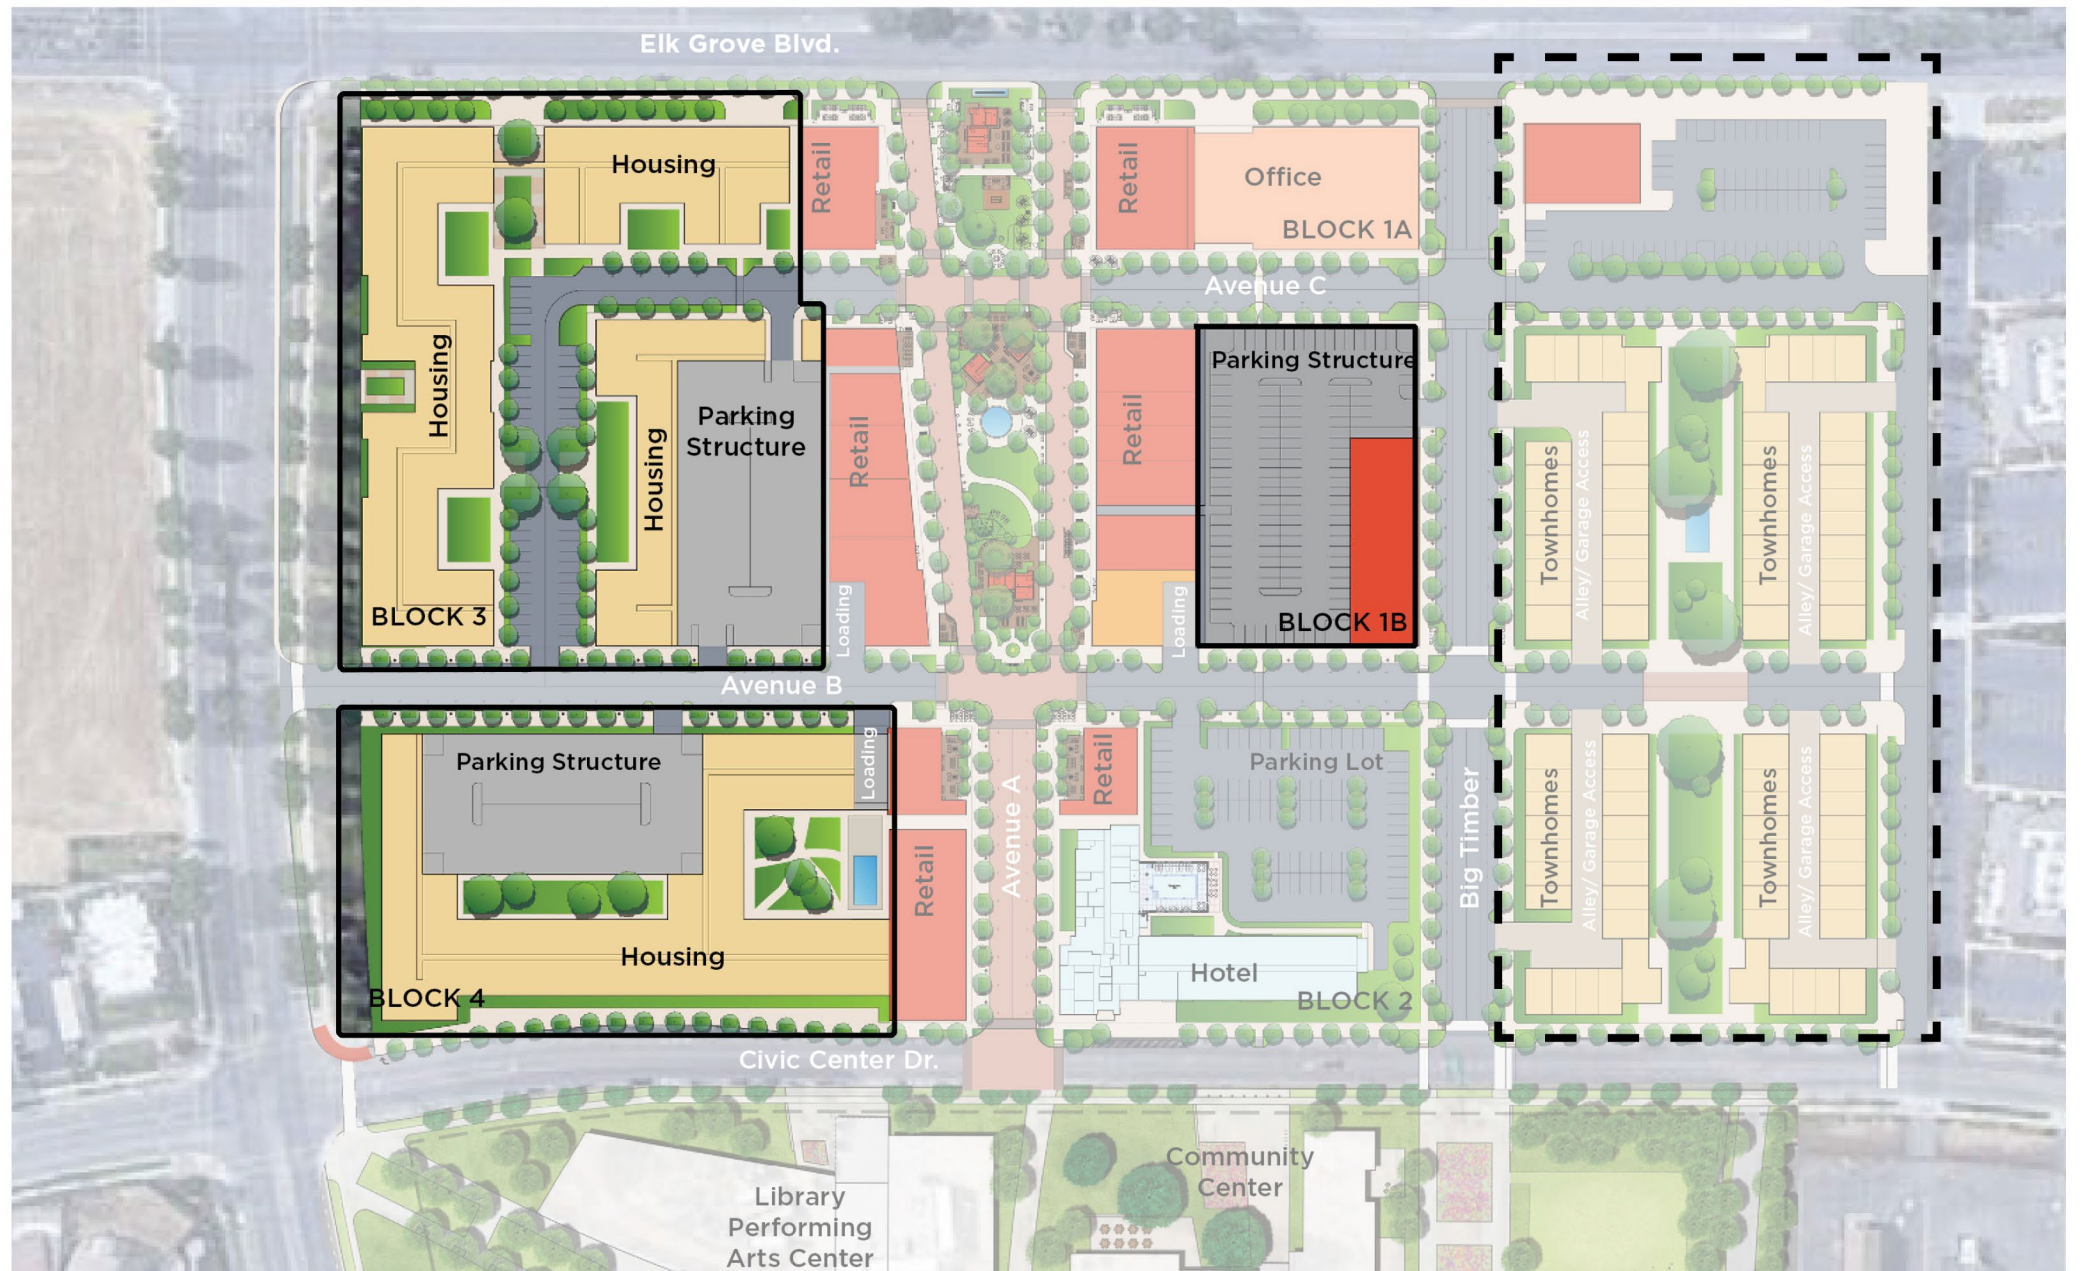 Elk Grove Blvd.
Housing
Retail
Retail
Office
BLOCK 1A
Avenue C
Housing
Housing
Parking
Structure
BLOCK 3
Retail
Loading
Retail
Loading
Parking Structure
BLOCK 1B
Townhomes
Alley/ Garage Access
Townhomes
Alley/ Garage Access
Avenue B
Parking Structure
Loading
Housing
BLOCK 4
Retail
Avenue A
Retail
Parking Lot
Hotel
BLOCK 2
Big Timber
Townhomes
Alley/ Garage Access
Townhomes
Alley/ Garage Access
Civic Center Dr.
Library
Performing
Arts Center
Community
Center